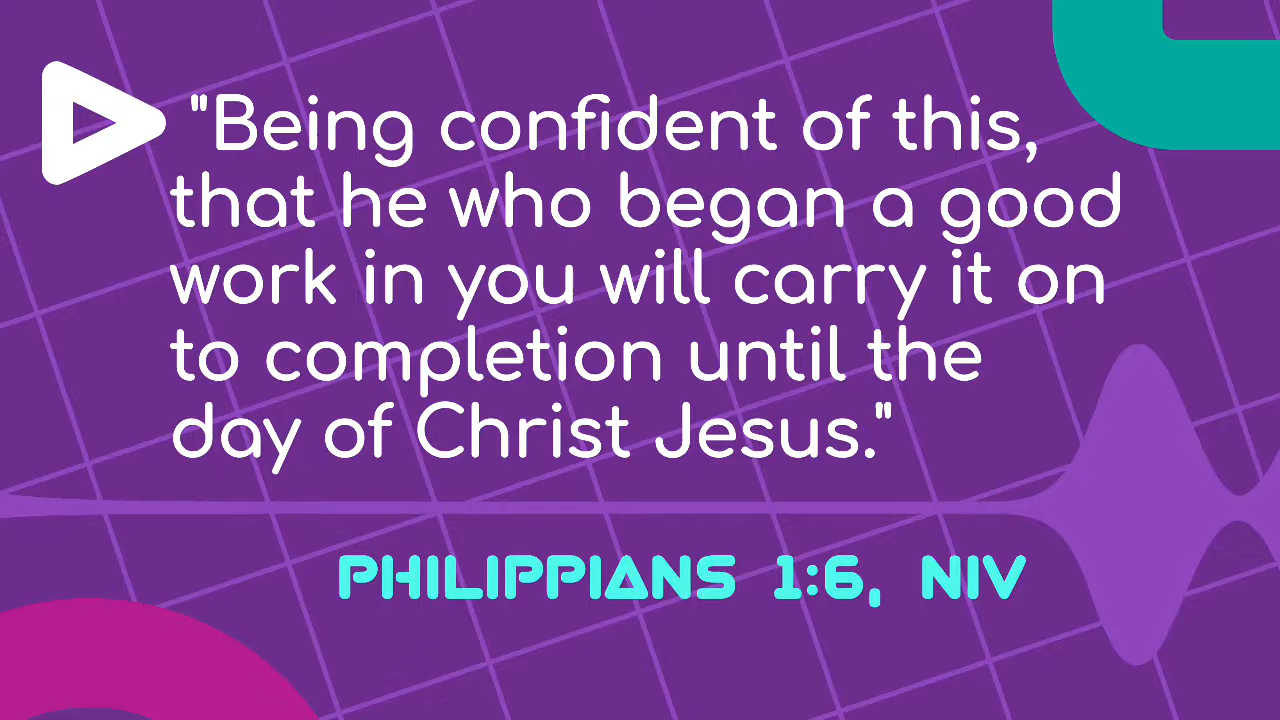 "Being confident of this,
that he who began a good
work in you will carry it on
to completion until the
day of Christ Jesus."
PHILIPPIANS 1:6, NIV